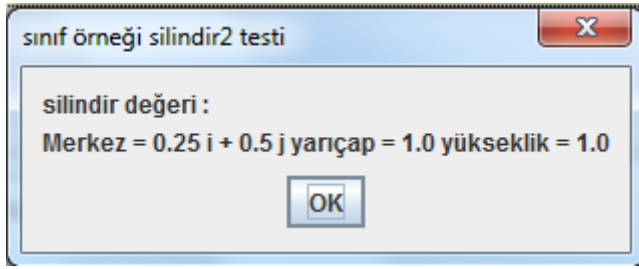 sınıf örneği silindir2 testi
silindir değeri :
Merkez = 0.25 i + 0.5 j yarıçap = 1.0 yükseklik = 1.0
OK